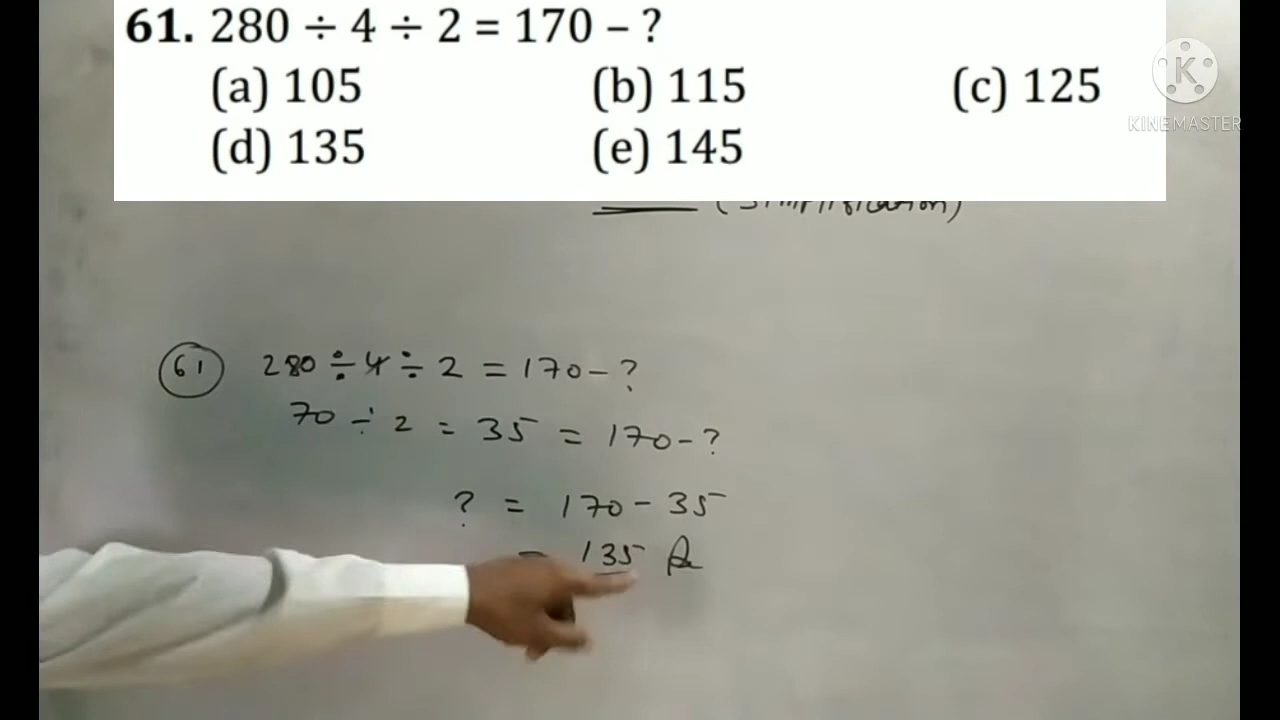 61. 280 ÷ 4 ÷ 2 = 170 – ?
(a) 105 (b) 115 (c) 125
(d) 135 (e) 145
KINEMASTER
(Simplification)
61 280 ÷ 4 ÷ 2 = 170 - ?
70 ÷ 2 = 35 = 170 - ?
? = 170 - 35
= 135